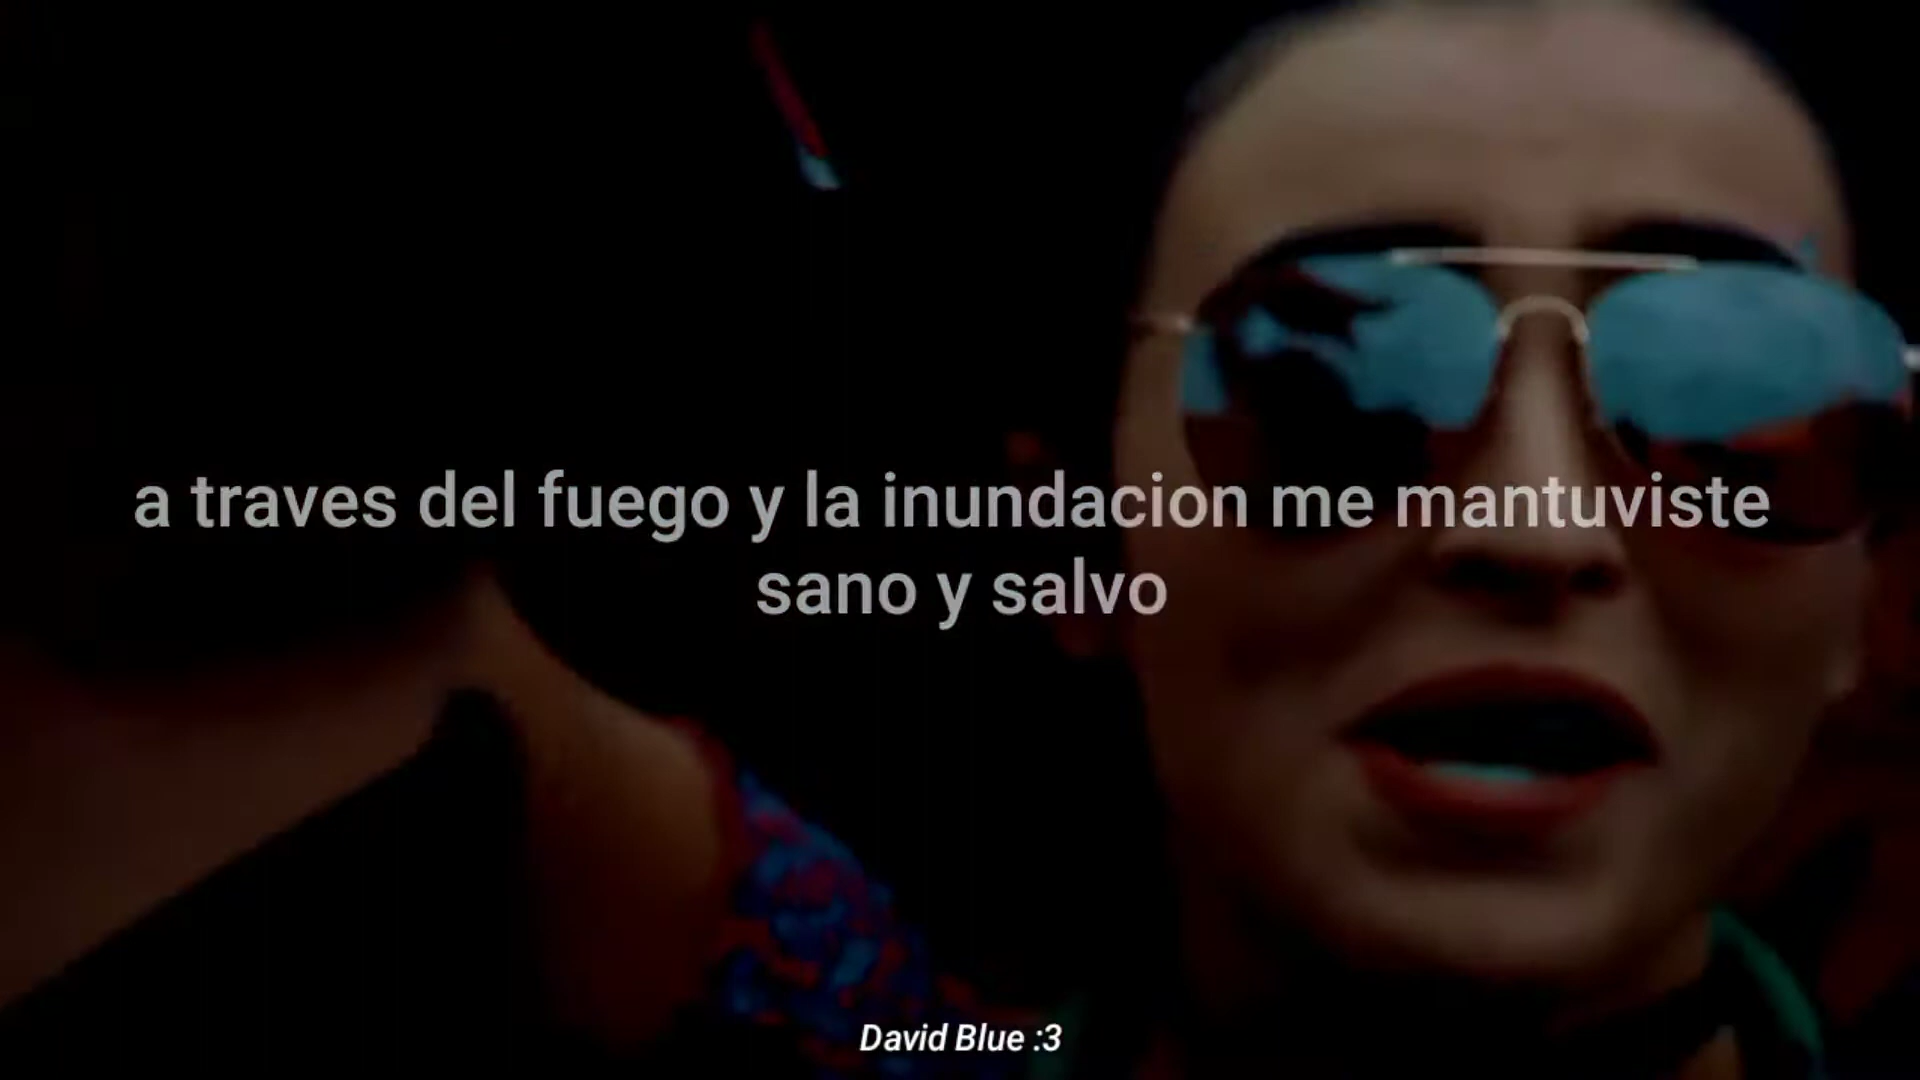 a traves del fuego y la inundacion me mantuviste
sano y salvo
David Blue :3